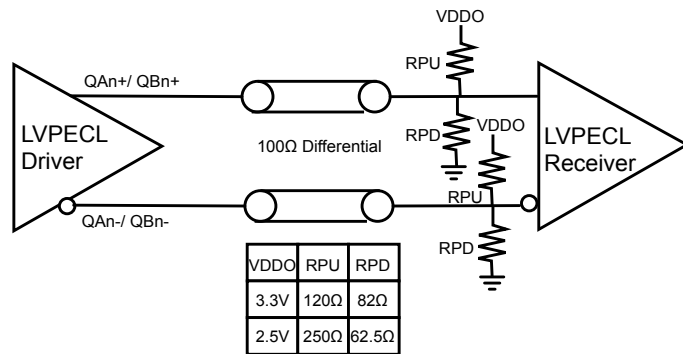 VDDO
QAn+/ QBn+
RPU
LVPECL
Driver
100Ω Differential
RPD
VDDO
LVPECL
Receiver
RPU
QAn-/ QBn-
RPD
VDDO RPU RPD
3.3V 120Ω 82Ω
2.5V 250Ω 62.5Ω